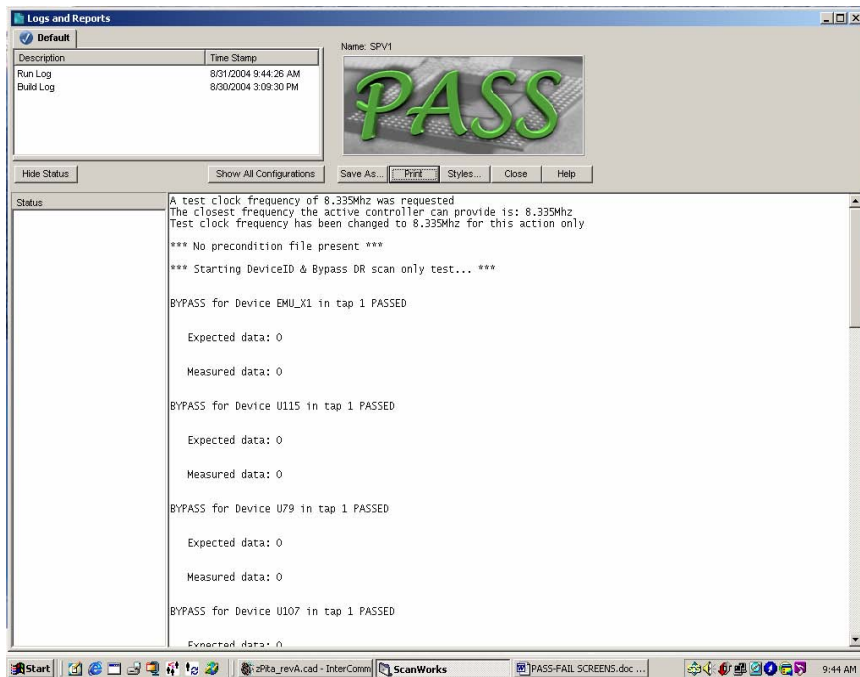 Logs and Reports
Default
Description Time Stamp
Run Log 8/31/2004 9:44:26 AM
Build Log 8/30/2004 3:09:30 PM
Name: SPV1
PASS
Hide Status Show All Configurations Save As... Print Styles... Close Help
Status
A test clock frequency of 8.335Mhz was requested
The closest frequency the active controller can provide is: 8.335Mhz
Test clock frequency has been changed to 8.335Mhz for this action only
*** No precondition file present ***
*** Starting DeviceID & Bypass DR scan only test... ***
BYPASS for Device EMU_X1 in tap 1 PASSED
Expected data: 0
Measured data: 0
BYPASS for Device U115 in tap 1 PASSED
Expected data: 0
Measured data: 0
BYPASS for Device U79 in tap 1 PASSED
Expected data: 0
Measured data: 0
BYPASS for Device U107 in tap 1 PASSED
Expected data: 0
Start zPita_revA.cad - InterComm ScanWorks PASS-FAIL SCREENS.doc ... 9:44 AM